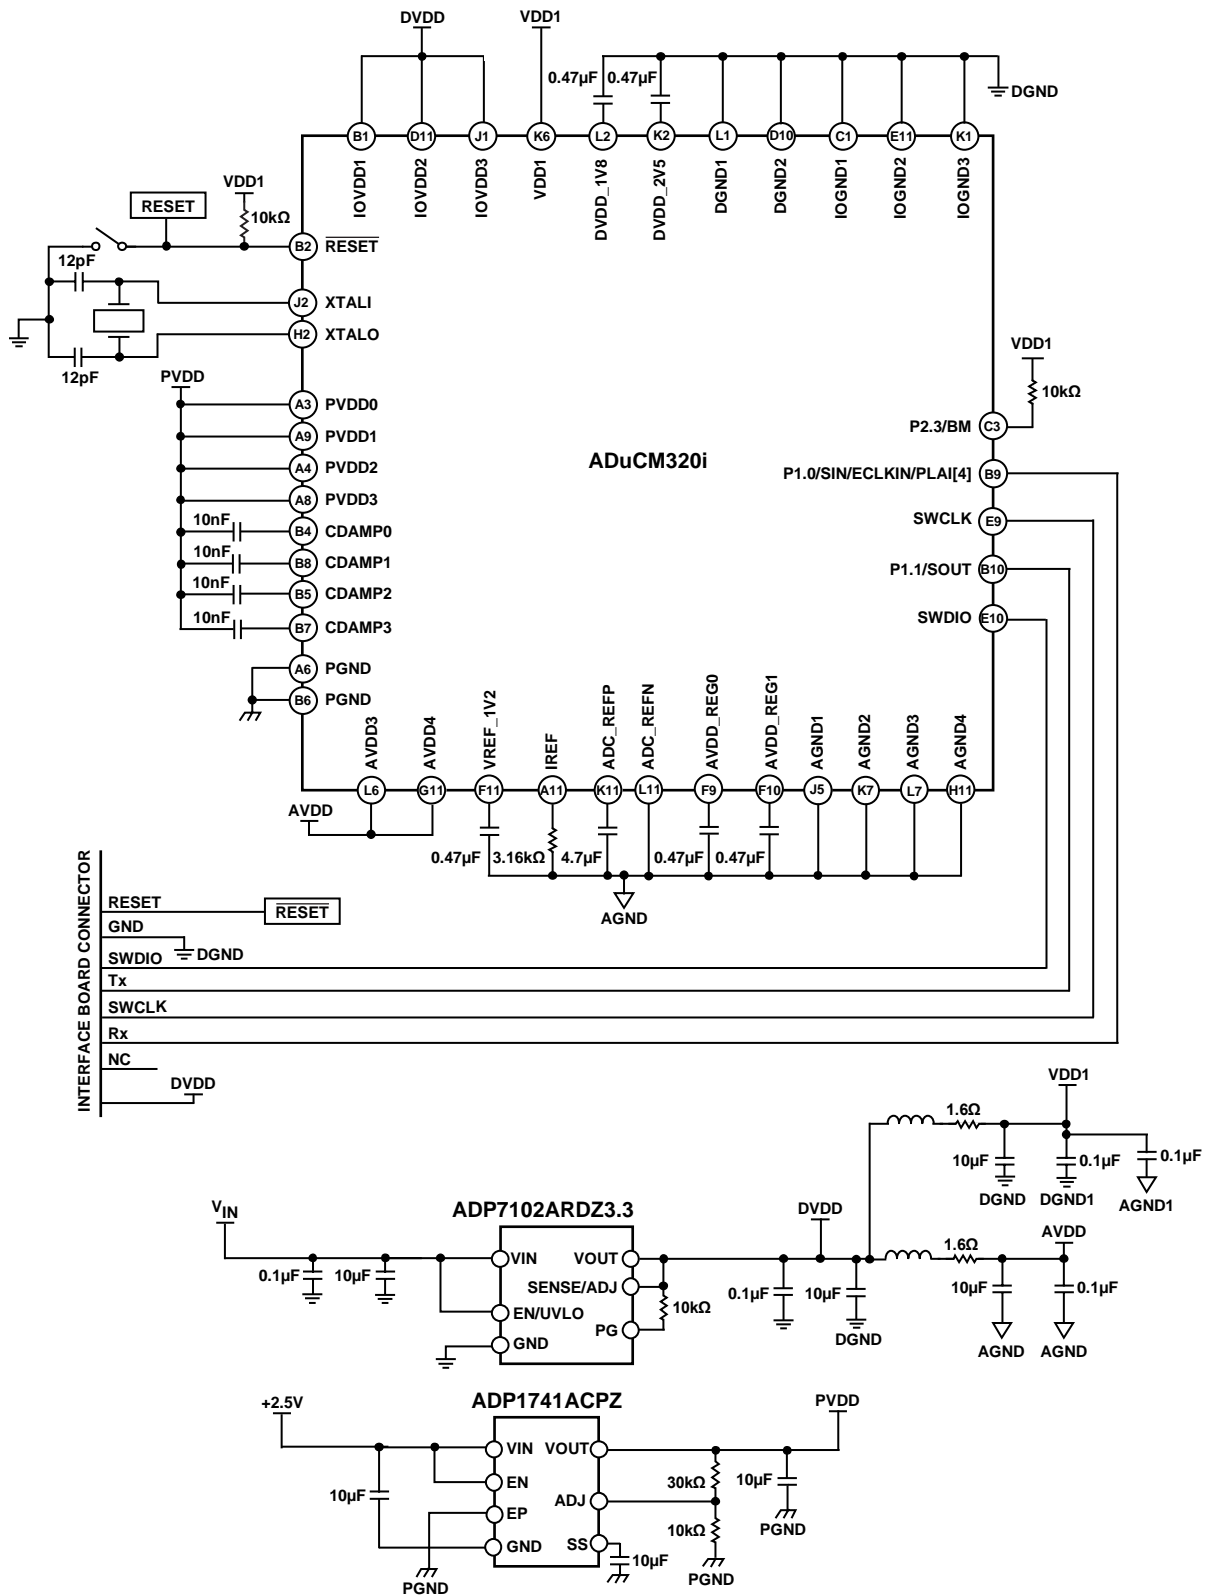 DVDD
VDD1
0.47µF
0.47µF
DGND
B1
D11
J1
K6
L2
K2
L1
D10
C1
E11
K1
IOVDD1
IOVDD2
IOVDD3
VDD1
DVDD_1V8
DVDD_2V5
DGND1
DGND2
IOGND1
IOGND2
IOGND3
VDD1
RESET
10kΩ
B2
RESET
12pF
J2
XTALI
H2
XTALO
12pF
PVDD
A3
PVDD0
A9
PVDD1
A4
PVDD2
A8
PVDD3
10nF
B4
CDAMP0
10nF
B8
CDAMP1
10nF
B5
CDAMP2
10nF
B7
CDAMP3
A6
PGND
B6
PGND
ADuCM320i
VDD1
10kΩ
P2.3/BM
C3
P1.0/SIN/ECLKIN/PLAI[4]
B9
SWCLK
E9
P1.1/SOUT
B10
SWDIO
E10
AVDD3
AVDD4
VREF_1V2
IREF
ADC_REFP
ADC_REFN
AVDD_REG0
AVDD_REG1
AGND1
AGND2
AGND3
AGND4
L6
G11
F11
A11
K11
L11
F9
F10
J5
K7
L7
H11
AVDD
0.47µF
3.16kΩ
4.7µF
0.47µF
0.47µF
AGND
INTERFACE BOARD CONNECTOR
RESET
RESET
GND
DGND
SWDIO
Tx
SWCLK
Rx
NC
DVDD
VDD1
1.6Ω
10µF
0.1µF
0.1µF
DGND
DGND1
AGND1
VIN
ADP7102ARDZ3.3
DVDD
AVDD
VIN
VOUT
1.6Ω
0.1µF
10µF
SENSE/ADJ
10kΩ
0.1µF
10µF
10µF
0.1µF
EN/UVLO
PG
GND
DGND
AGND
AGND
+2.5V
ADP1741ACPZ
PVDD
VIN
VOUT
EN
30kΩ
10µF
10µF
ADJ
EP
10kΩ
PGND
GND
SS
10µF
PGND
PGND